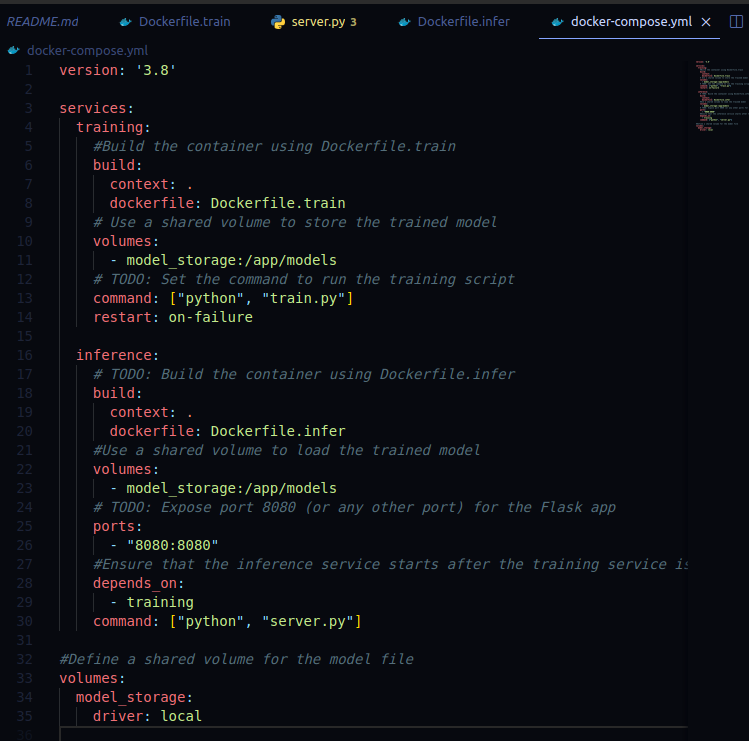 README.md Dockerfile.train server.py 3 Dockerfile.infer docker-compose.yml
docker-compose.yml
1 version: '3.8'
2
3 services:
4   training:
5     #Build the container using Dockerfile.train
6     build:
7       context: .
8       dockerfile: Dockerfile.train
9     # Use a shared volume to store the trained model
10     volumes:
11       - model_storage:/app/models
12     # TODO: Set the command to run the training script
13     command: ["python", "train.py"]
14     restart: on-failure
15
16   inference:
17     # TODO: Build the container using Dockerfile.infer
18     build:
19       context: .
20       dockerfile: Dockerfile.infer
21     #Use a shared volume to load the trained model
22     volumes:
23       - model_storage:/app/models
24     # TODO: Expose port 8080 (or any other port) for the Flask app
25     ports:
26       - "8080:8080"
27     #Ensure that the inference service starts after the training service is
28     depends_on:
29       - training
30     command: ["python", "server.py"]
31
32 #Define a shared volume for the model file
33 volumes:
34   model_storage:
35     driver: local
36